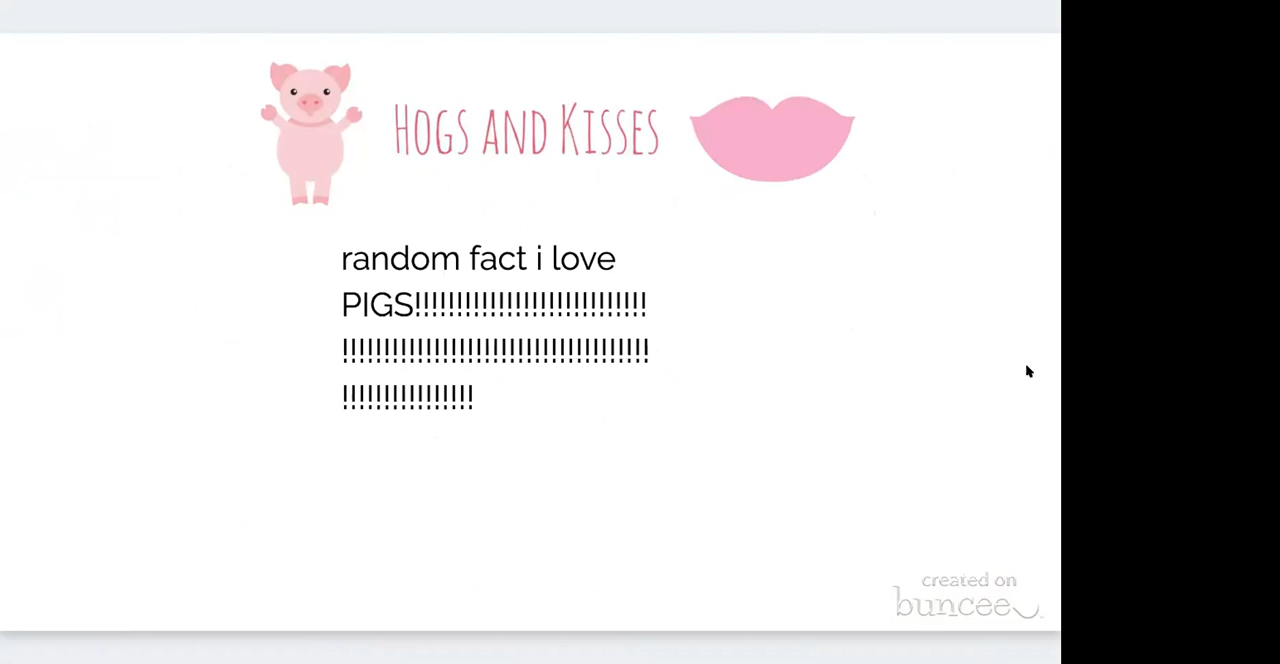 Hogs and Kisses
random fact i love
PIGS!!!!!!!!!!!!!!!!!!!!!!!!!!!!
!!!!!!!!!!!!!!!!!!!!!!!!!!!!!!!!!!!!!
!!!!!!!!!!!!!!!!
created on
buncee